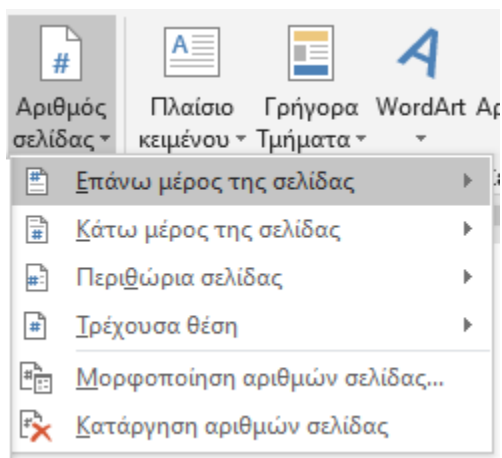 Αριθμός Πλαίσιο Γρήγορα WordArt
σελίδας κειμένου Τμήματα
Επάνω μέρος της σελίδας
Κάτω μέρος της σελίδας
Περιθώρια σελίδας
Τρέχουσα θέση
Μορφοποίηση αριθμών σελίδας...
Κατάργηση αριθμών σελίδας